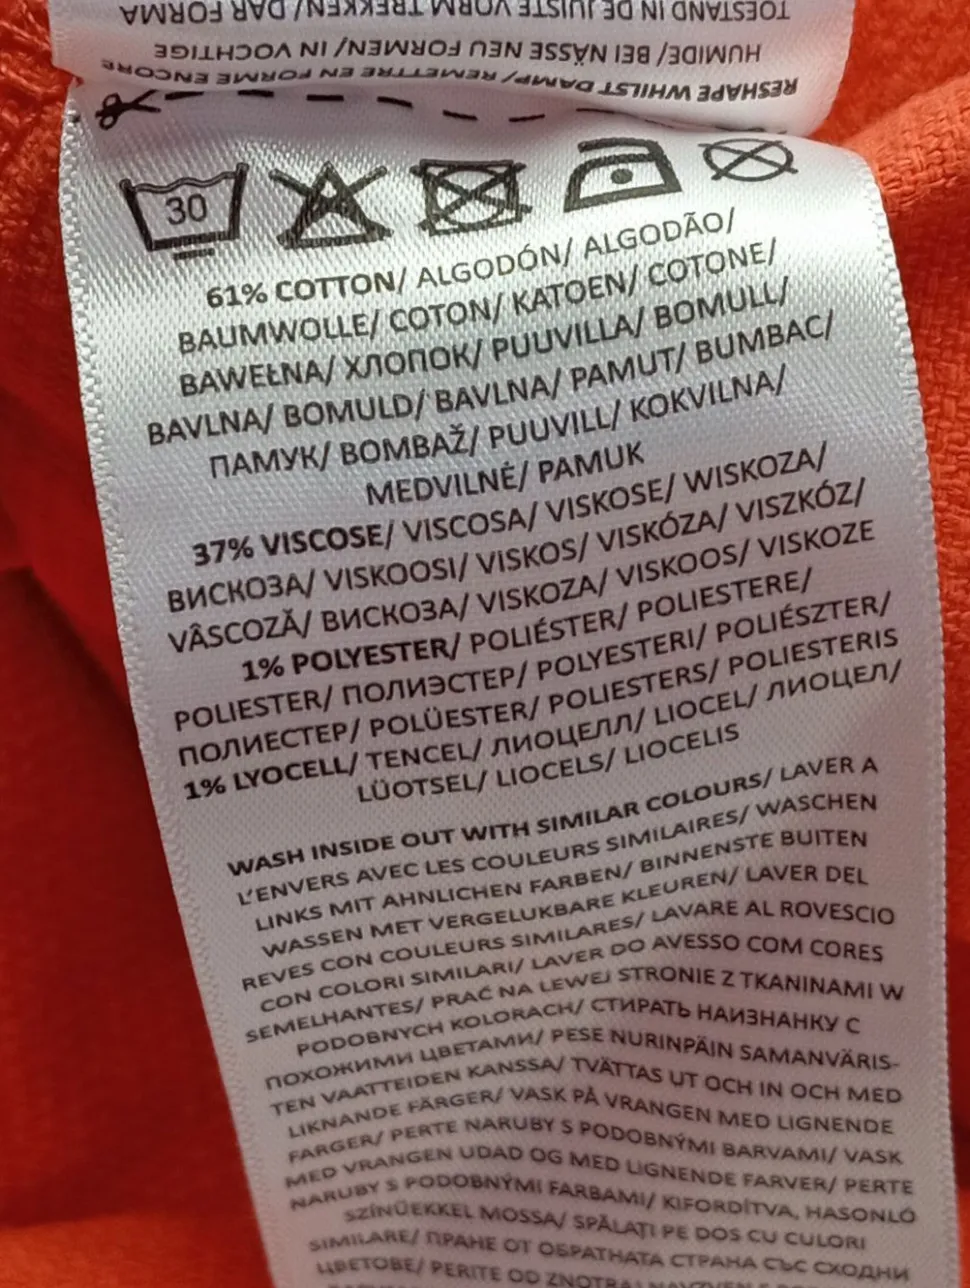 TOESTAND IN DE JUISTE VORM TREKKEN/ DAR FORMA
HUMIDE/ BEI NÄSSE NEU FORMEN/ IN VOCHTIGE
RESHAPE WHILST DAMP/ REMETTRE EN FORME ENCORE
30
61% COTTON/ ALGODÓN/ ALGODÃO/
BAUMWOLLE/ COTON/ KATOEN/ COTONE/
BAWEŁNA/ ХЛОПОК/ PUUVILLA/ BOMULL/
BAVLNA/ BOMULD/ BAVLNA/ PAMUT/ BUMBAC/
ПАМУК/ BOMBAŽ/ PUUVILL/ KOKVILNA/
MEDVILNĖ/ PAMUK
37% VISCOSE/ VISCOSA/ VISKOSE/ WISKOZA/
ВИСКОЗА/ VISKOOSI/ VISKOS/ VISKÓZA/ VISZKÓZ/
VÂSCOZĂ/ ВИСКОЗА/ VISKOZA/ VISKOOS/ VISKOZE
1% POLYESTER/ POLIÉSTER/ POLIESTERE/
POLIESTER/ ПОЛИЭСТЕР/ POLYESTERI/ POLIÉSZTER/
ПОЛИЕСТЕР/ POLÜESTER/ POLIESTERS/ POLIESTERIS
1% LYOCELL/ TENCEL/ ЛИОЦЕЛЛ/ LIOCEL/ ЛИОЦЕЛ/
LÜOTSEL/ LIOCELS/ LIOCELIS
WASH INSIDE OUT WITH SIMILAR COLOURS/ LAVER A
L'ENVERS AVEC LES COULEURS SIMILAIRES/ WASCHEN
LINKS MIT AHNLICHEN FARBEN/ BINNENSTE BUITEN
WASSEN MET VERGELUKBARE KLEUREN/ LAVER DEL
REVES CON COULEURS SIMILARES/ LAVARE AL ROVESCIO
CON COLORI SIMILARI/ LAVER DO AVESSO COM CORES
SEMELHANTES/ PRAĆ NA LEWEJ STRONIE Z TKANINAMI W
PODOBNYCH KOLORACH/ СТИРАТЬ НАИЗНАНКУ С
ПОХОЖИМИ ЦВЕТАМИ/ PESE NURINPÄIN SAMANVÄRIS-
TEN VAATTEIDEN KANSSA/ TVÄTTAS UT OCH IN OCH MED
LIKNANDE FÄRGER/ VASK PÅ VRANGEN MED LIGNENDE
FARGER/ PERTE NARUBY S PODOBNÝMI BARVAMI/ VASK
MED VRANGEN UDAD OG MED LIGNENDE FARVER/ PERTE
NARUBY S PODOBNÝMI FARBAMI/ KIFORDÍTVA, HASONLÓ
SZÍNŰEKKEL MOSSA/ SPĂLAȚI PE DOS CU CULORI
SIMILARE/ ПРАНЕ ОТ ОБРАТНАТА СТРАНА СЪС СХОДНИ
ЦВЕТОВЕ/ PERITE OD ZNOTRAJ